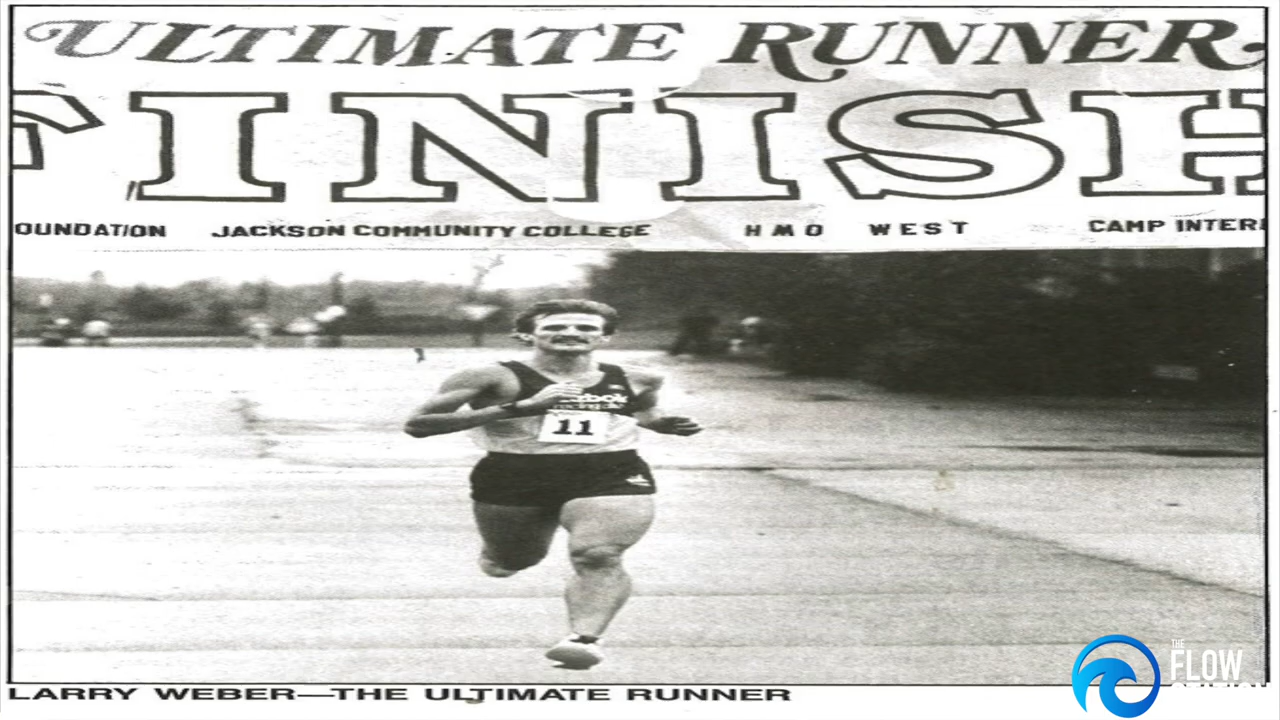 ULTIMATE RUNNER
FINISH
OUNDATION JACKSON COMMUNITY COLLEGE HMO WEST CAMP INTER
racing
11
LARRY WEBER—THE ULTIMATE RUNNER
THE
FLOW